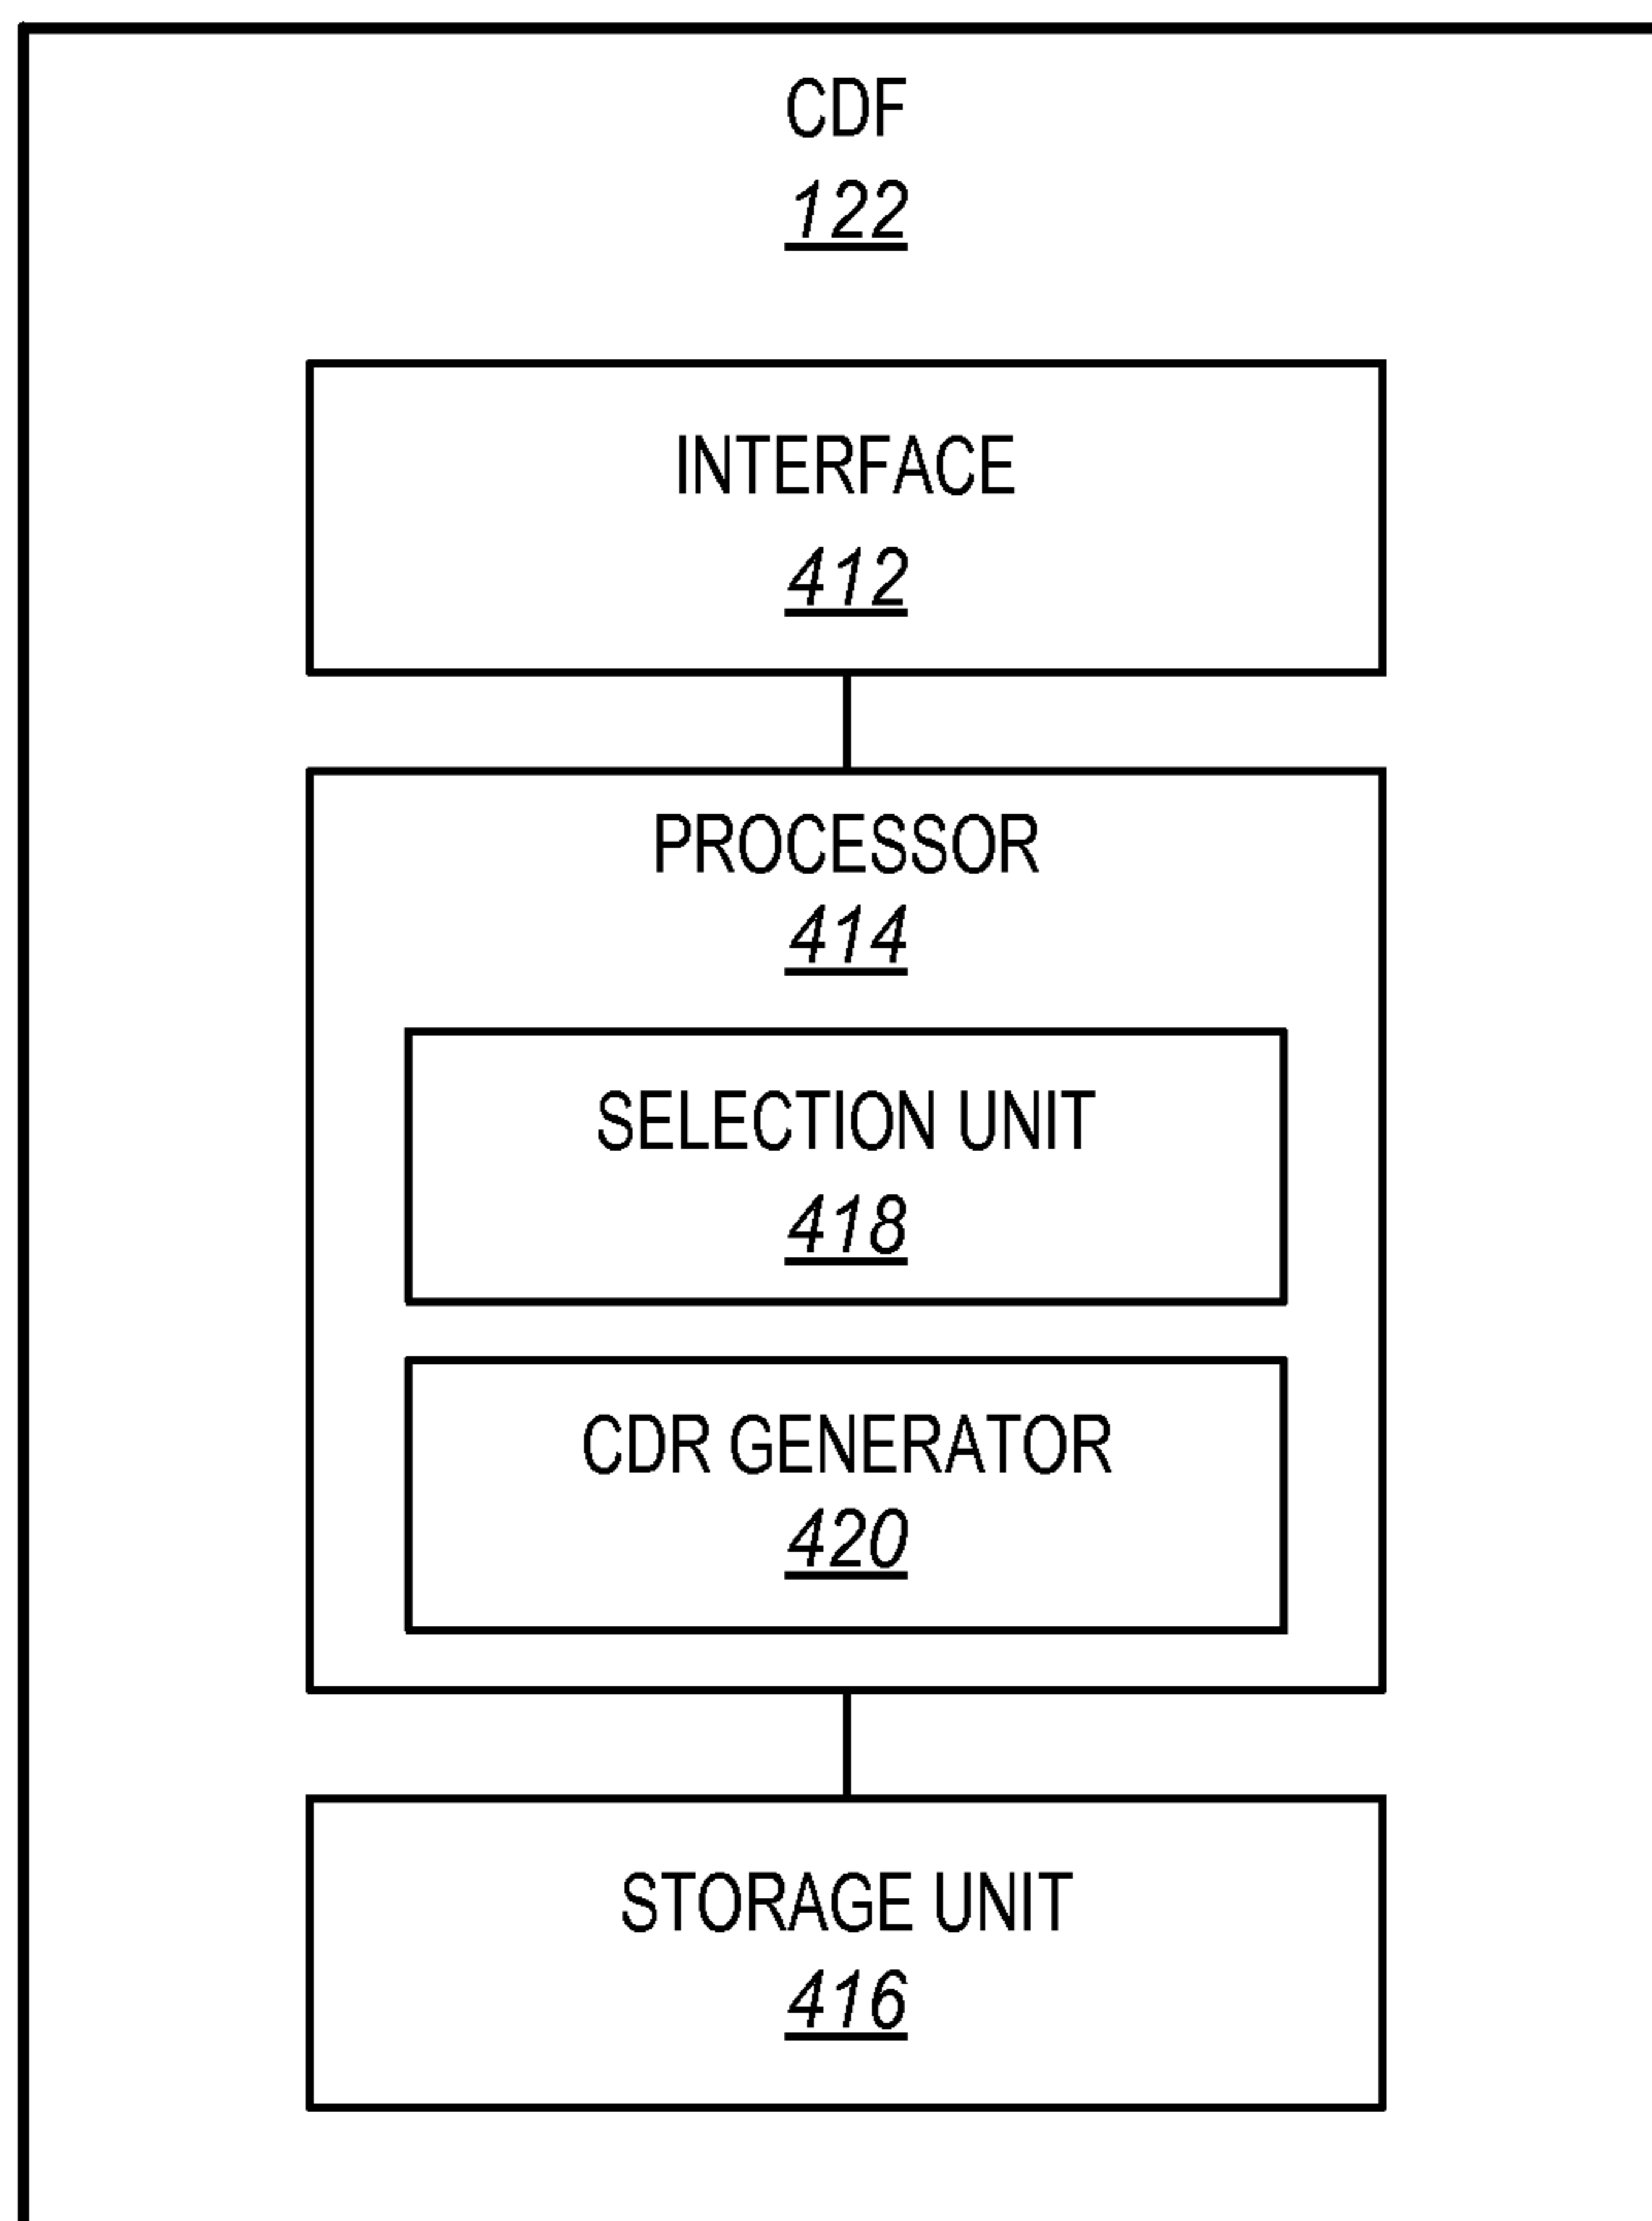 CDF
122
INTERFACE
412
PROCESSOR
414
SELECTION UNIT
418
CDR GENERATOR
420
STORAGE UNIT
416